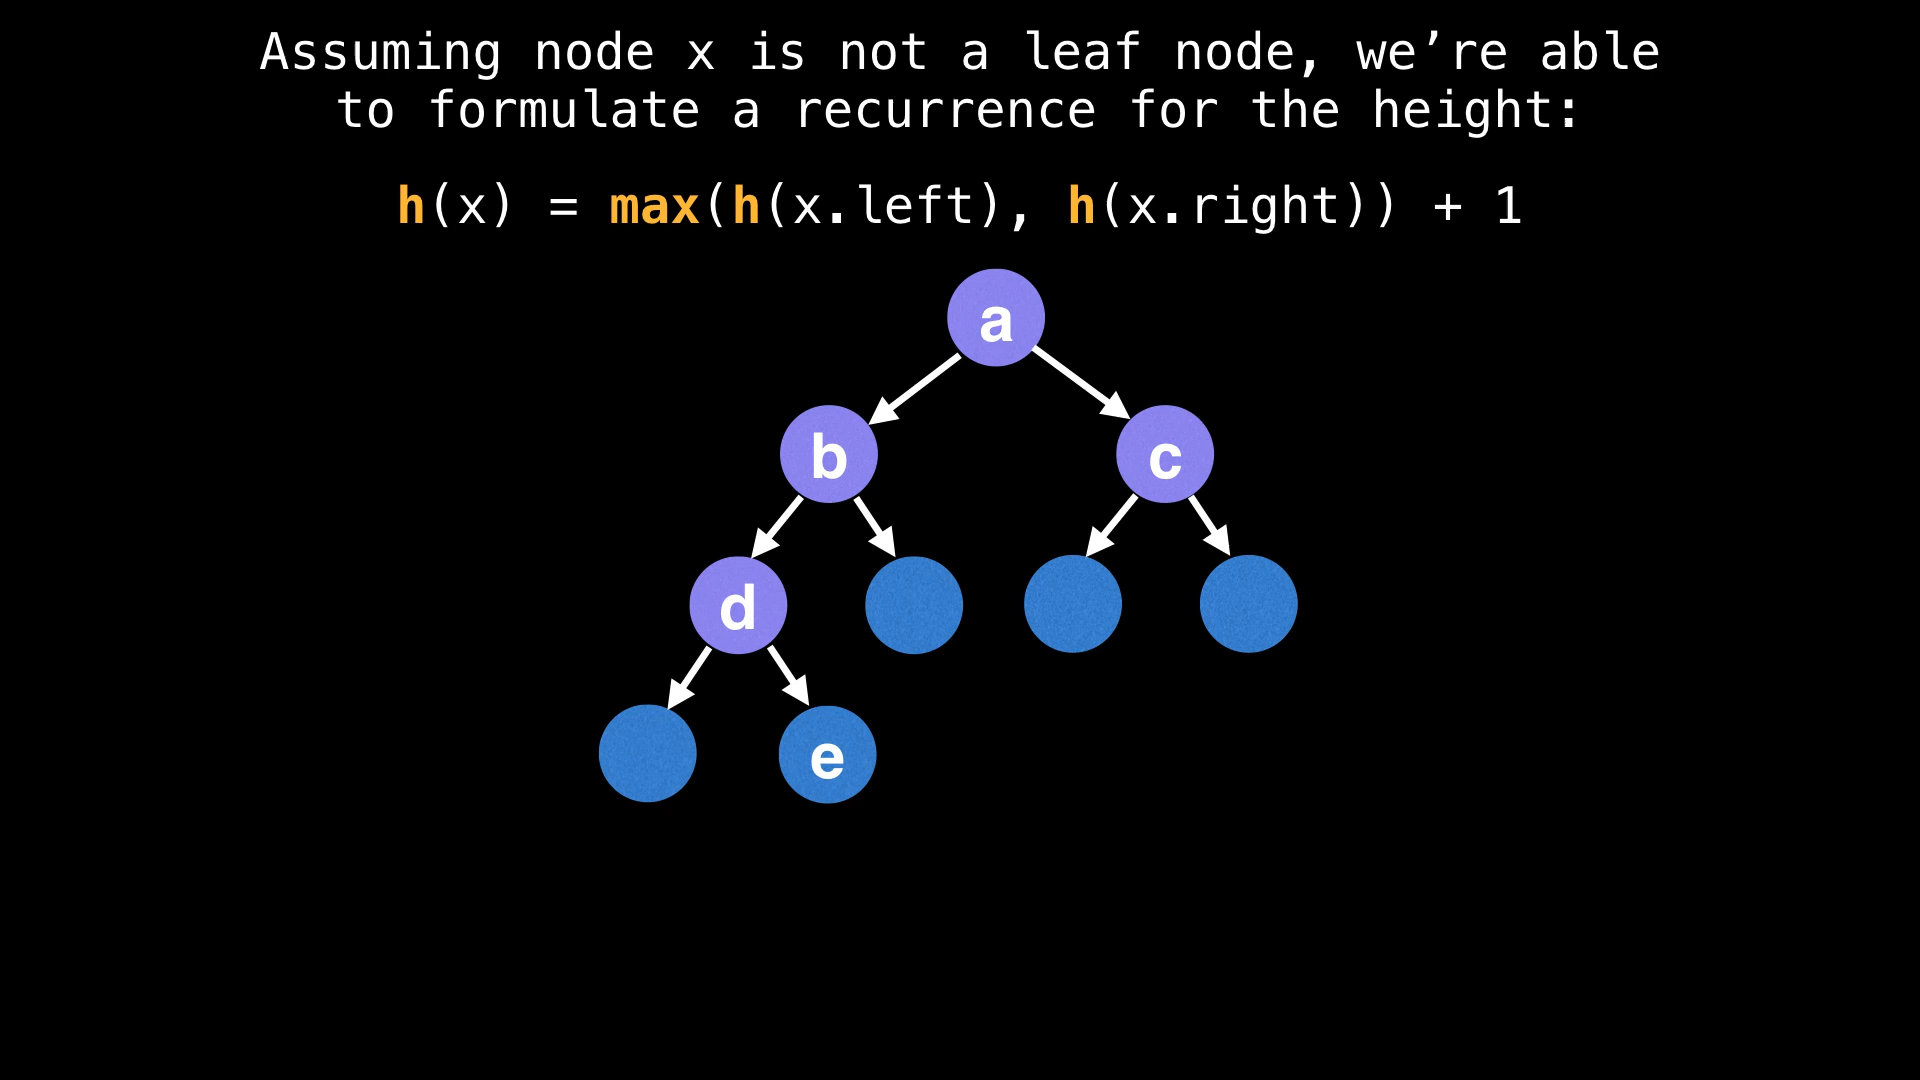 Assuming node x is not a leaf node, we’re able
to formulate a recurrence for the height:
h(x) = max(h(x.left), h(x.right)) + 1
a
b
c
d
e